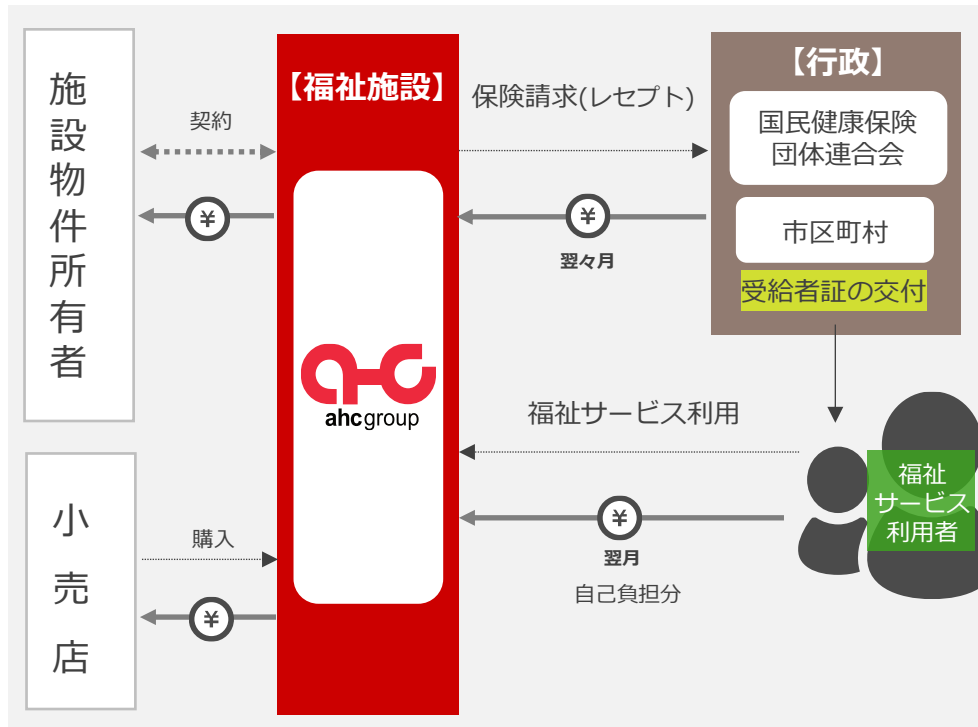 施設物件所有者
契約
¥
小売店
購入
¥
【福祉施設】
ahcgroup
保険請求(レセプト)
¥
翌々月
福祉サービス利用
¥
翌月
自己負担分
【行政】
国民健康保険
団体連合会
市区町村
受給者証の交付
福祉
サービス
利用者